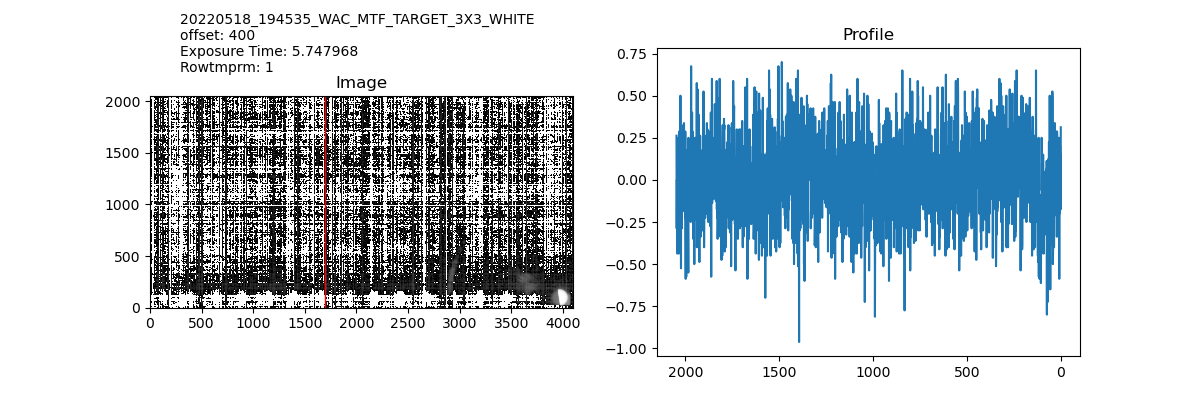 20220518_194535_WAC_MTF_TARGET_3X3_WHITE
offset: 400
Exposure Time: 5.747968
Rowtmprm: 1
Image
2000
1500
1000
500
0
0 500 1000 1500 2000 2500 3000 3500 4000
Profile
0.75
0.50
0.25
0.00
−0.25
−0.50
−0.75
−1.00
2000 1500 1000 500 0